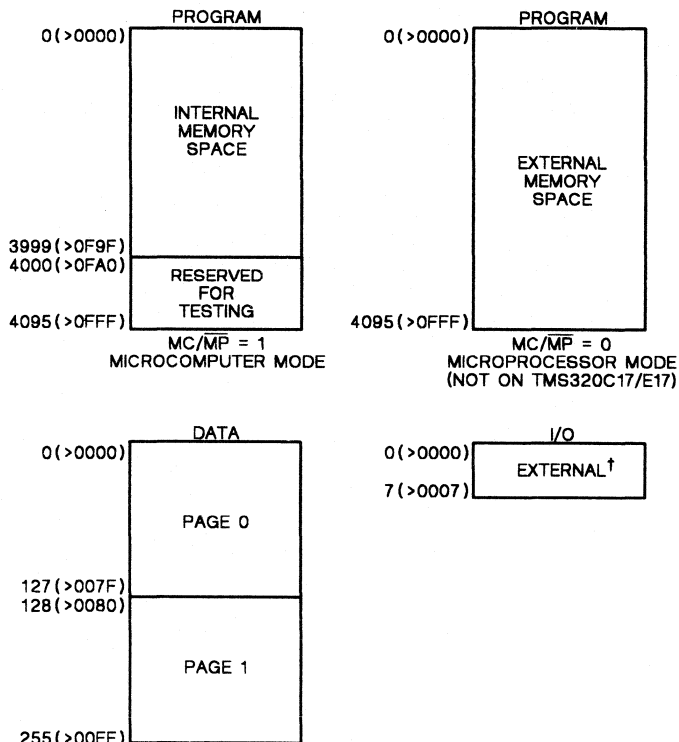 PROGRAM
0(>0000)
INTERNAL
MEMORY
SPACE
3999(>0F9F)
4000(>0FA0)
RESERVED
FOR
TESTING
4095(>0FFF)
MC/M̅P̅ = 1
MICROCOMPUTER MODE
PROGRAM
0(>0000)
EXTERNAL
MEMORY
SPACE
4095(>0FFF)
MC/M̅P̅ = 0
MICROPROCESSOR MODE
(NOT ON TMS320C17/E17)
DATA
0(>0000)
PAGE 0
127(>007F)
128(>0080)
PAGE 1
255(>00FF)
I/O
0(>0000)
EXTERNAL†
7(>0007)